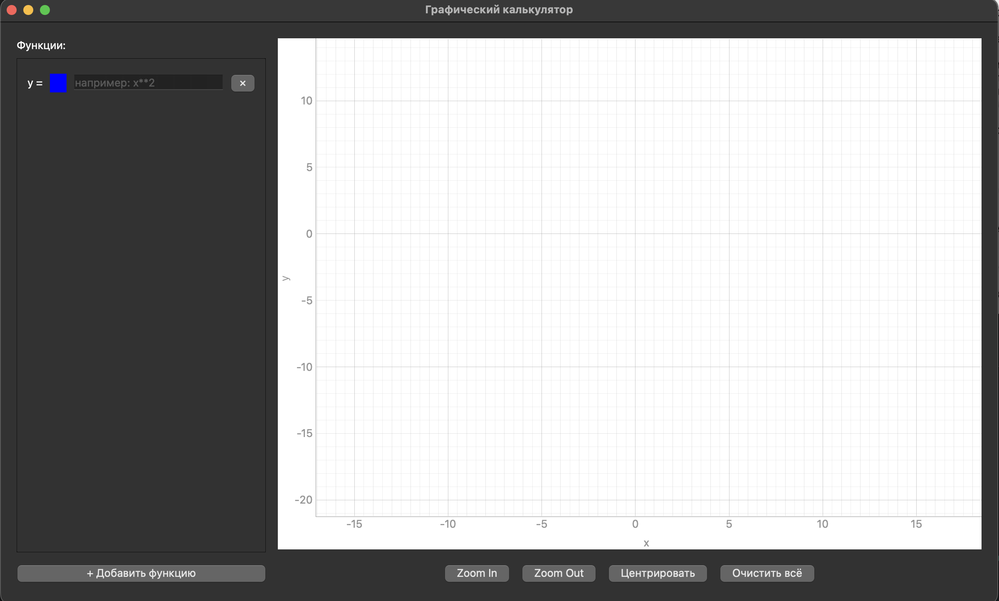 Графический калькулятор
Функции:
y =
например: x**2
×
+ Добавить функцию
10
5
0
-5
-10
-15
-20
y
-15
-10
-5
0
5
10
15
x
Zoom In
Zoom Out
Центрировать
Очистить всё